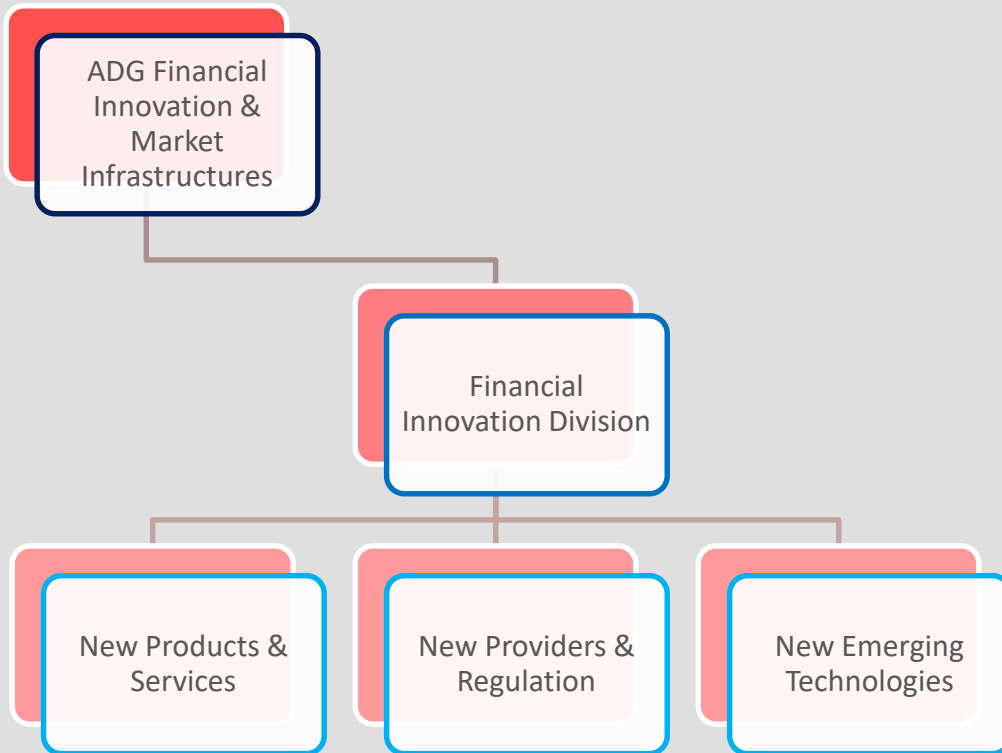 ADG Financial
Innovation &
Market
Infrastructures
Financial
Innovation Division
New Products &
Services
New Providers &
Regulation
New Emerging
Technologies